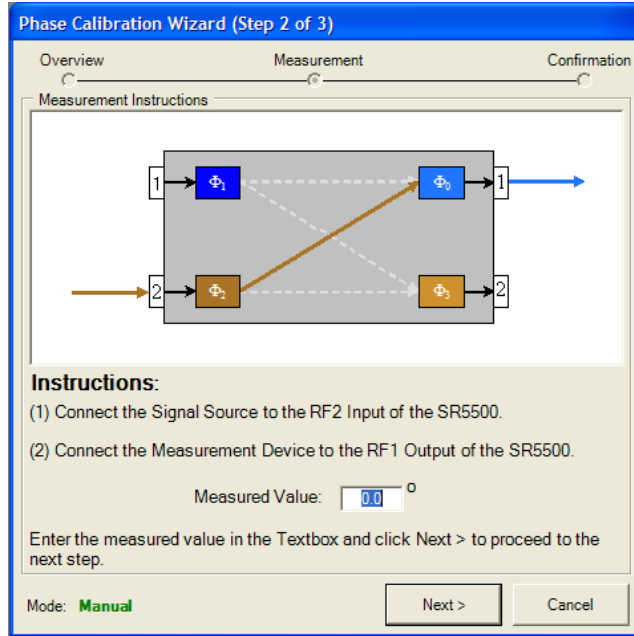 Phase Calibration Wizard (Step 2 of 3)
Overview Measurement Confirmation
Measurement Instructions
1 Φ1 Φ0 1
2 Φ2 Φ3 2
Instructions:
(1) Connect the Signal Source to the RF2 Input of the SR5500.
(2) Connect the Measurement Device to the RF1 Output of the SR5500.
Measured Value: 0.0 o
Enter the measured value in the Textbox and click Next > to proceed to the
next step.
Mode: Manual Next > Cancel